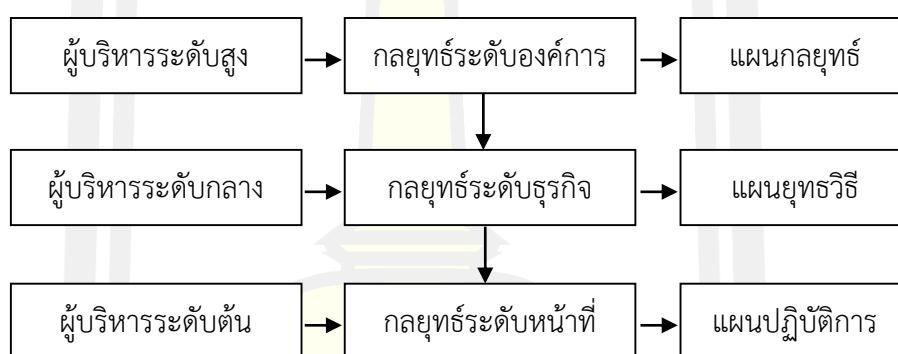 ผู้บริหารระดับสูง
กลยุทธ์ระดับองค์การ
แผนกลยุทธ์
ผู้บริหารระดับกลาง
กลยุทธ์ระดับธุรกิจ
แผนยุทธวิธี
ผู้บริหารระดับต้น
กลยุทธ์ระดับหน้าที่
แผนปฏิบัติการ